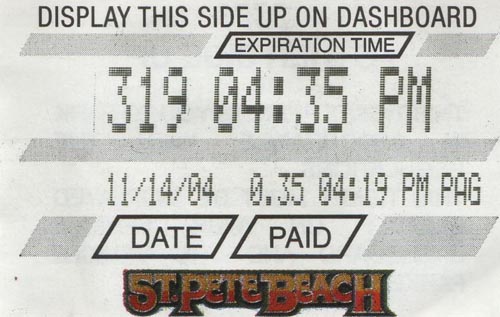 DISPLAY THIS SIDE UP ON DASHBOARD
EXPIRATION TIME
319 04:35 PM
11/14/04 0.35 04:19 PM PAG
DATE PAID
ST. PETE BEACH